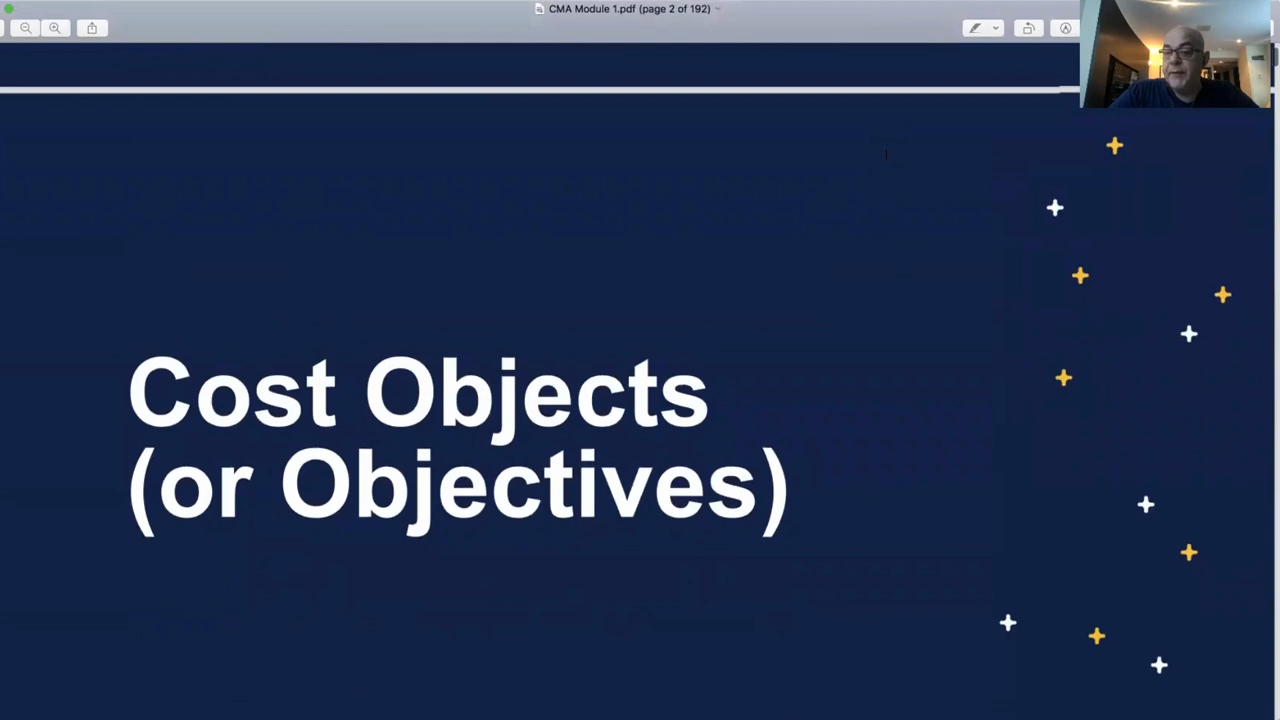 CMA Module 1.pdf (page 2 of 192)
Cost Objects
(or Objectives)